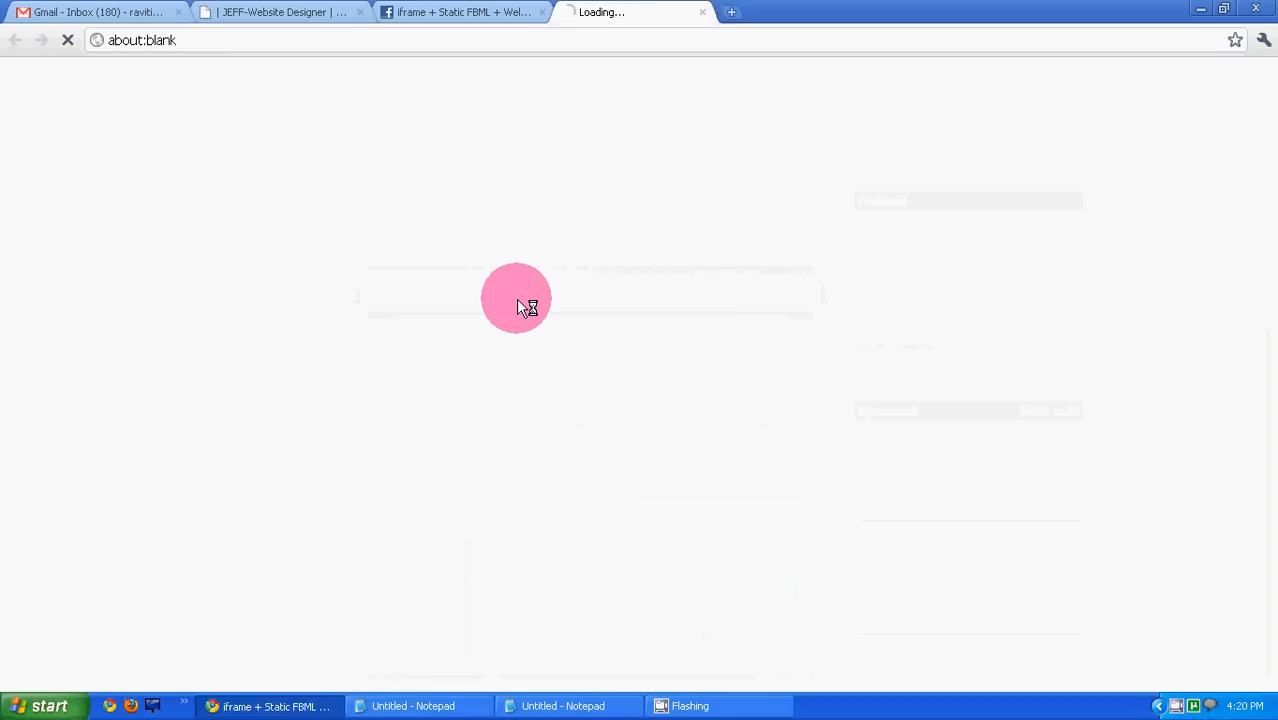 Gmail - Inbox (180) - raviti...
| JEFF-Website Designer | ...
iframe + Static FBML + Wel...
Loading...
about:blank
start
iframe + Static FBML ...
Untitled - Notepad
Untitled - Notepad
Flashing
4:20 PM